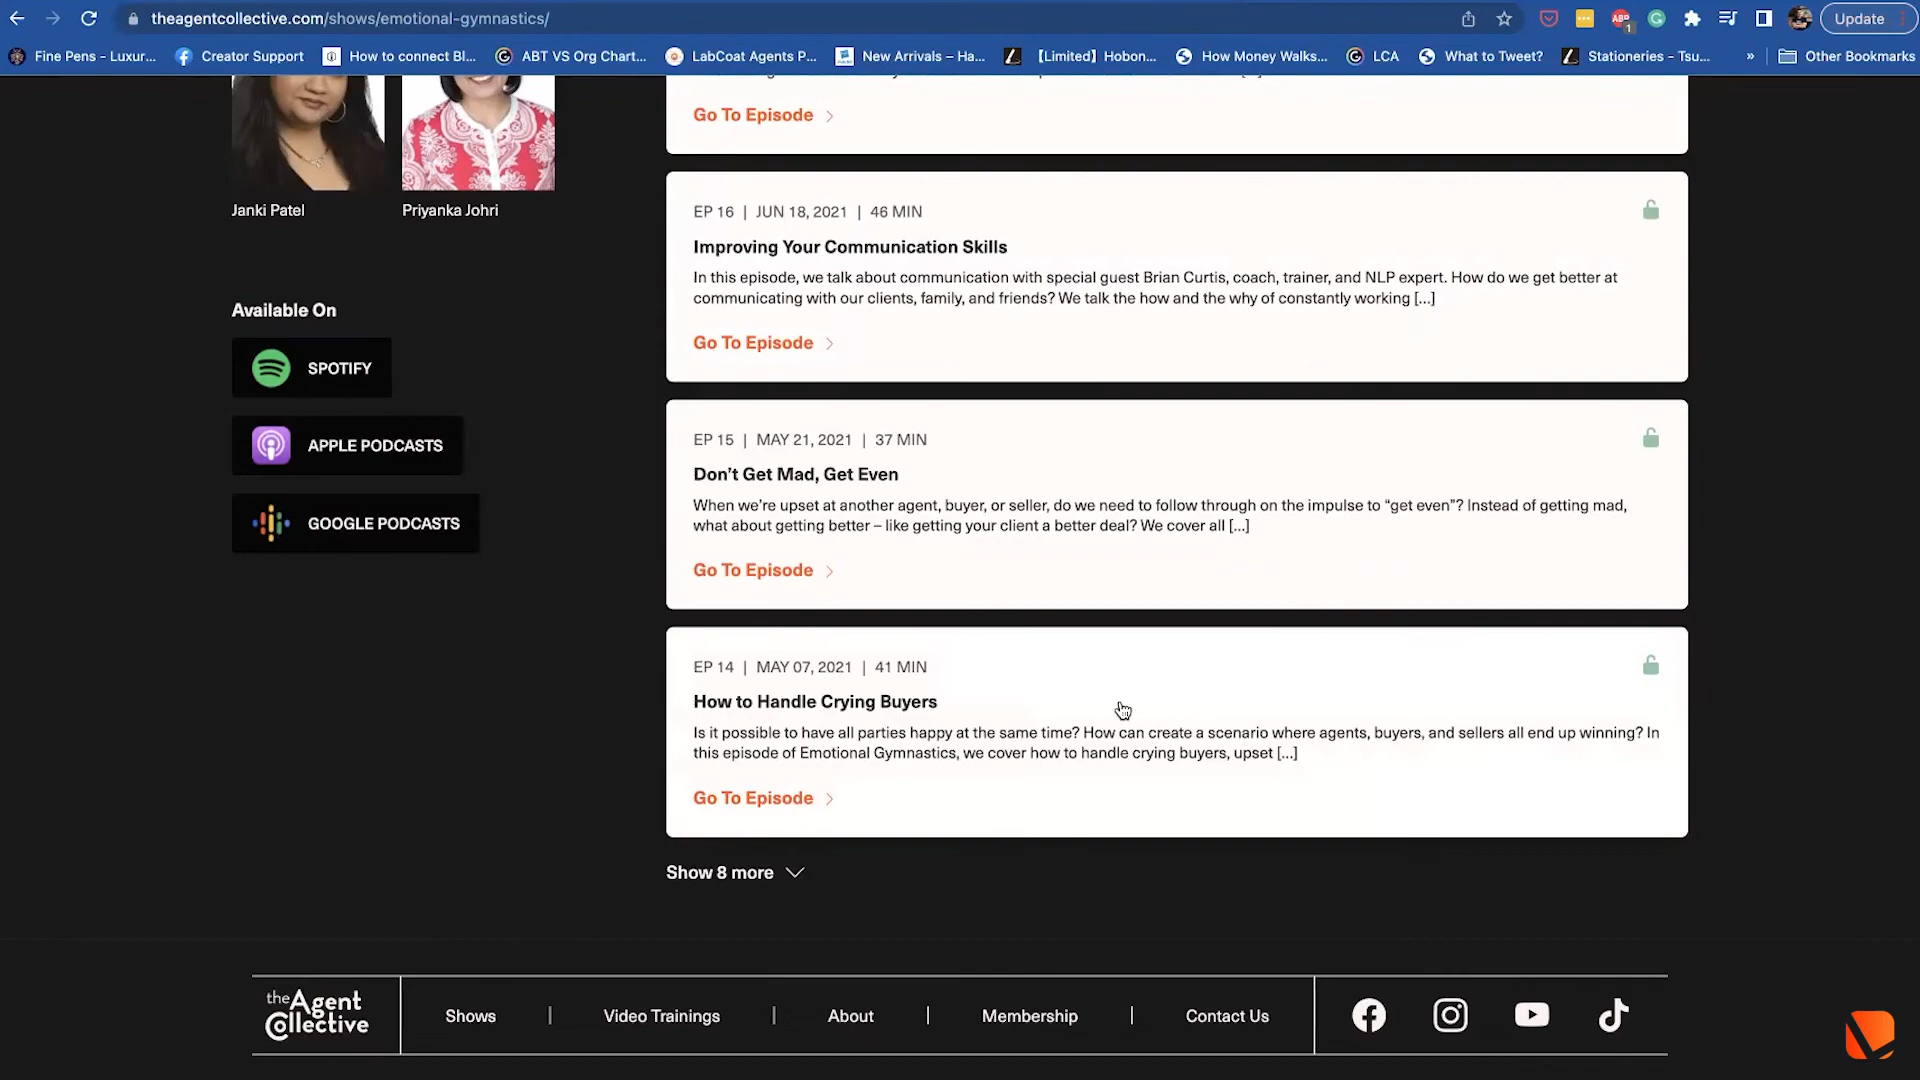 theagentcollective.com/shows/emotional-gymnastics/
Update
Fine Pens - Luxur...
Creator Support
How to connect Bl...
ABT VS Org Chart...
LabCoat Agents P...
New Arrivals – Ha...
【Limited】Hobon...
How Money Walks...
LCA
What to Tweet?
Stationeries - Tsu...
»
Other Bookmarks
ABP
1
Go To Episode
Janki Patel
Priyanka Johri
EP 16 | JUN 18, 2021 | 46 MIN
Improving Your Communication Skills
In this episode, we talk about communication with special guest Brian Curtis, coach, trainer, and NLP expert. How do we get better at
communicating with our clients, family, and friends? We talk the how and the why of constantly working [...]
Go To Episode
Available On
SPOTIFY
APPLE PODCASTS
GOOGLE PODCASTS
EP 15 | MAY 21, 2021 | 37 MIN
Don't Get Mad, Get Even
When we're upset at another agent, buyer, or seller, do we need to follow through on the impulse to “get even”? Instead of getting mad,
what about getting better – like getting your client a better deal? We cover all [...]
Go To Episode
EP 14 | MAY 07, 2021 | 41 MIN
How to Handle Crying Buyers
Is it possible to have all parties happy at the same time? How can create a scenario where agents, buyers, and sellers all end up winning? In
this episode of Emotional Gymnastics, we cover how to handle crying buyers, upset [...]
Go To Episode
Show 8 more
the Agent
Collective
Shows | Video Trainings | About | Membership | Contact Us